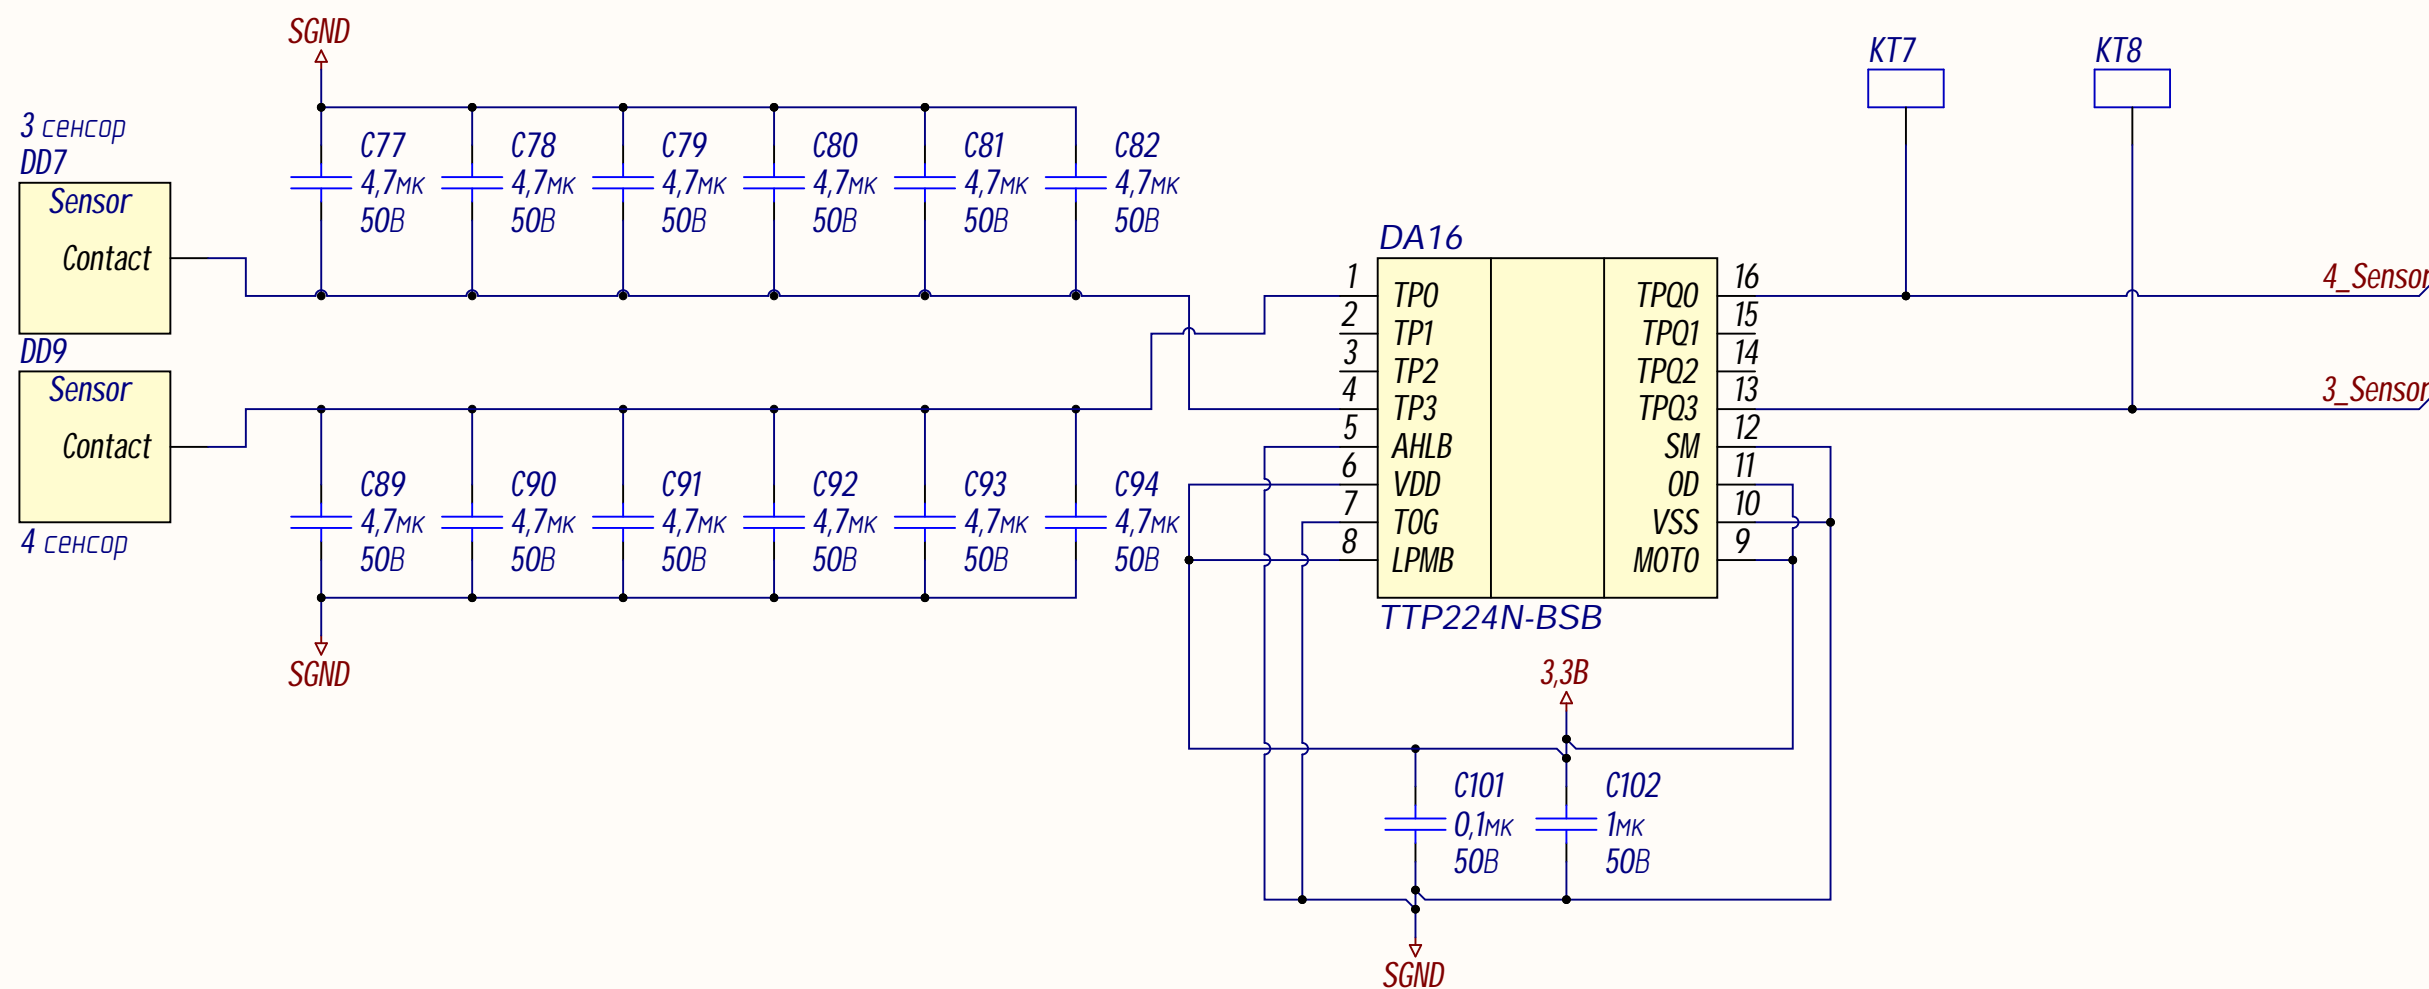 SGND
KT7
KT8
3 сенсор
DD7
Sensor
Contact
C77
4,7мк
50В
C78
4,7мк
50В
C79
4,7мк
50В
C80
4,7мк
50В
C81
4,7мк
50В
C82
4,7мк
50В
DD9
Sensor
Contact
4 сенсор
C89
4,7мк
50В
C90
4,7мк
50В
C91
4,7мк
50В
C92
4,7мк
50В
C93
4,7мк
50В
C94
4,7мк
50В
SGND
DA16
1 TP0 TPQ0 16
2 TP1 TPQ1 15
3 TP2 TPQ2 14
4 TP3 TPQ3 13
5 AHLB SM 12
6 VDD OD 11
7 TOG VSS 10
8 LPMB MOTO 9
TTP224N-BSB
4_Sensor
3_Sensor
3,3В
C101
0,1мк
50В
C102
1мк
50В
SGND